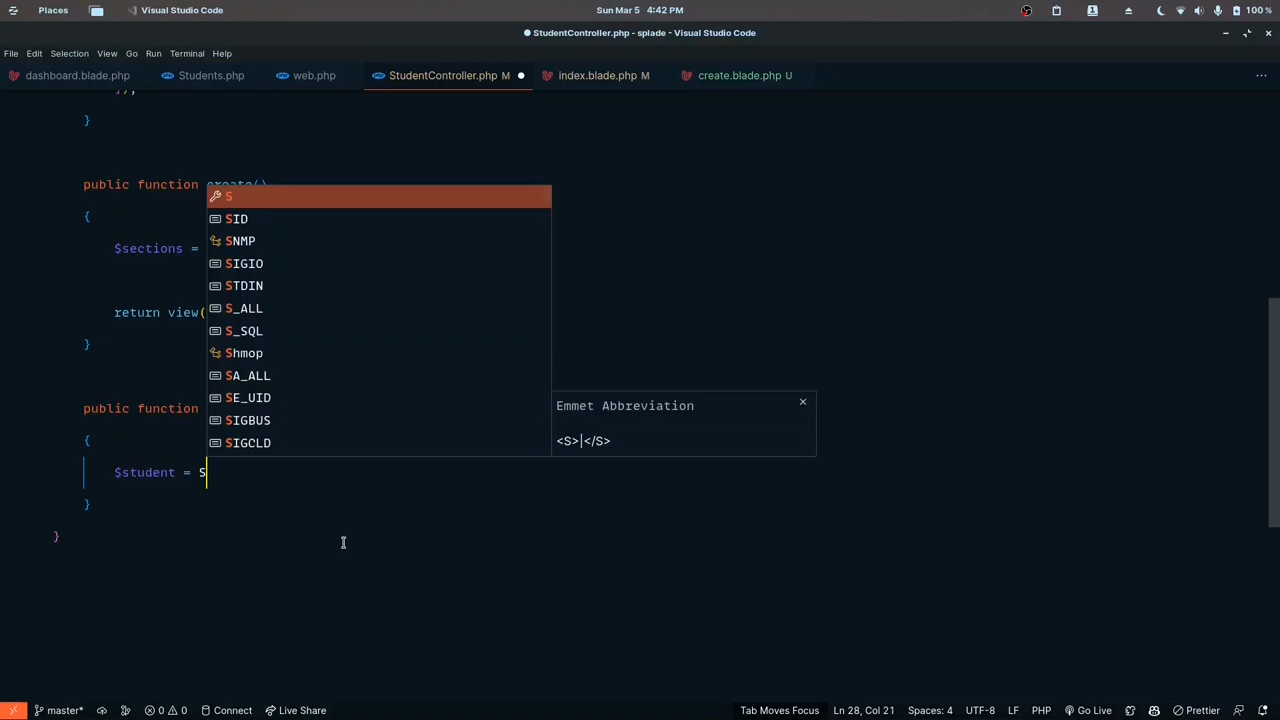 Places Visual Studio Code Sun Mar 5 4:42 PM 100 %
StudentController.php - splade - Visual Studio Code
File Edit Selection View Go Run Terminal Help
dashboard.blade.php Students.php web.php StudentController.php M index.blade.php M create.blade.php U
]);
}
public function create()
{
$sections =
return view(
}
public function
{
$student = S
}
}
S
SID
SNMP
SIGIO
STDIN
S_ALL
S_SQL
Shmop
SA_ALL
SE_UID
SIGBUS
SIGCLD
Emmet Abbreviation
<S>|</S>
master* 0 0 Connect Live Share Tab Moves Focus Ln 28, Col 21 Spaces: 4 UTF-8 LF PHP Go Live Prettier